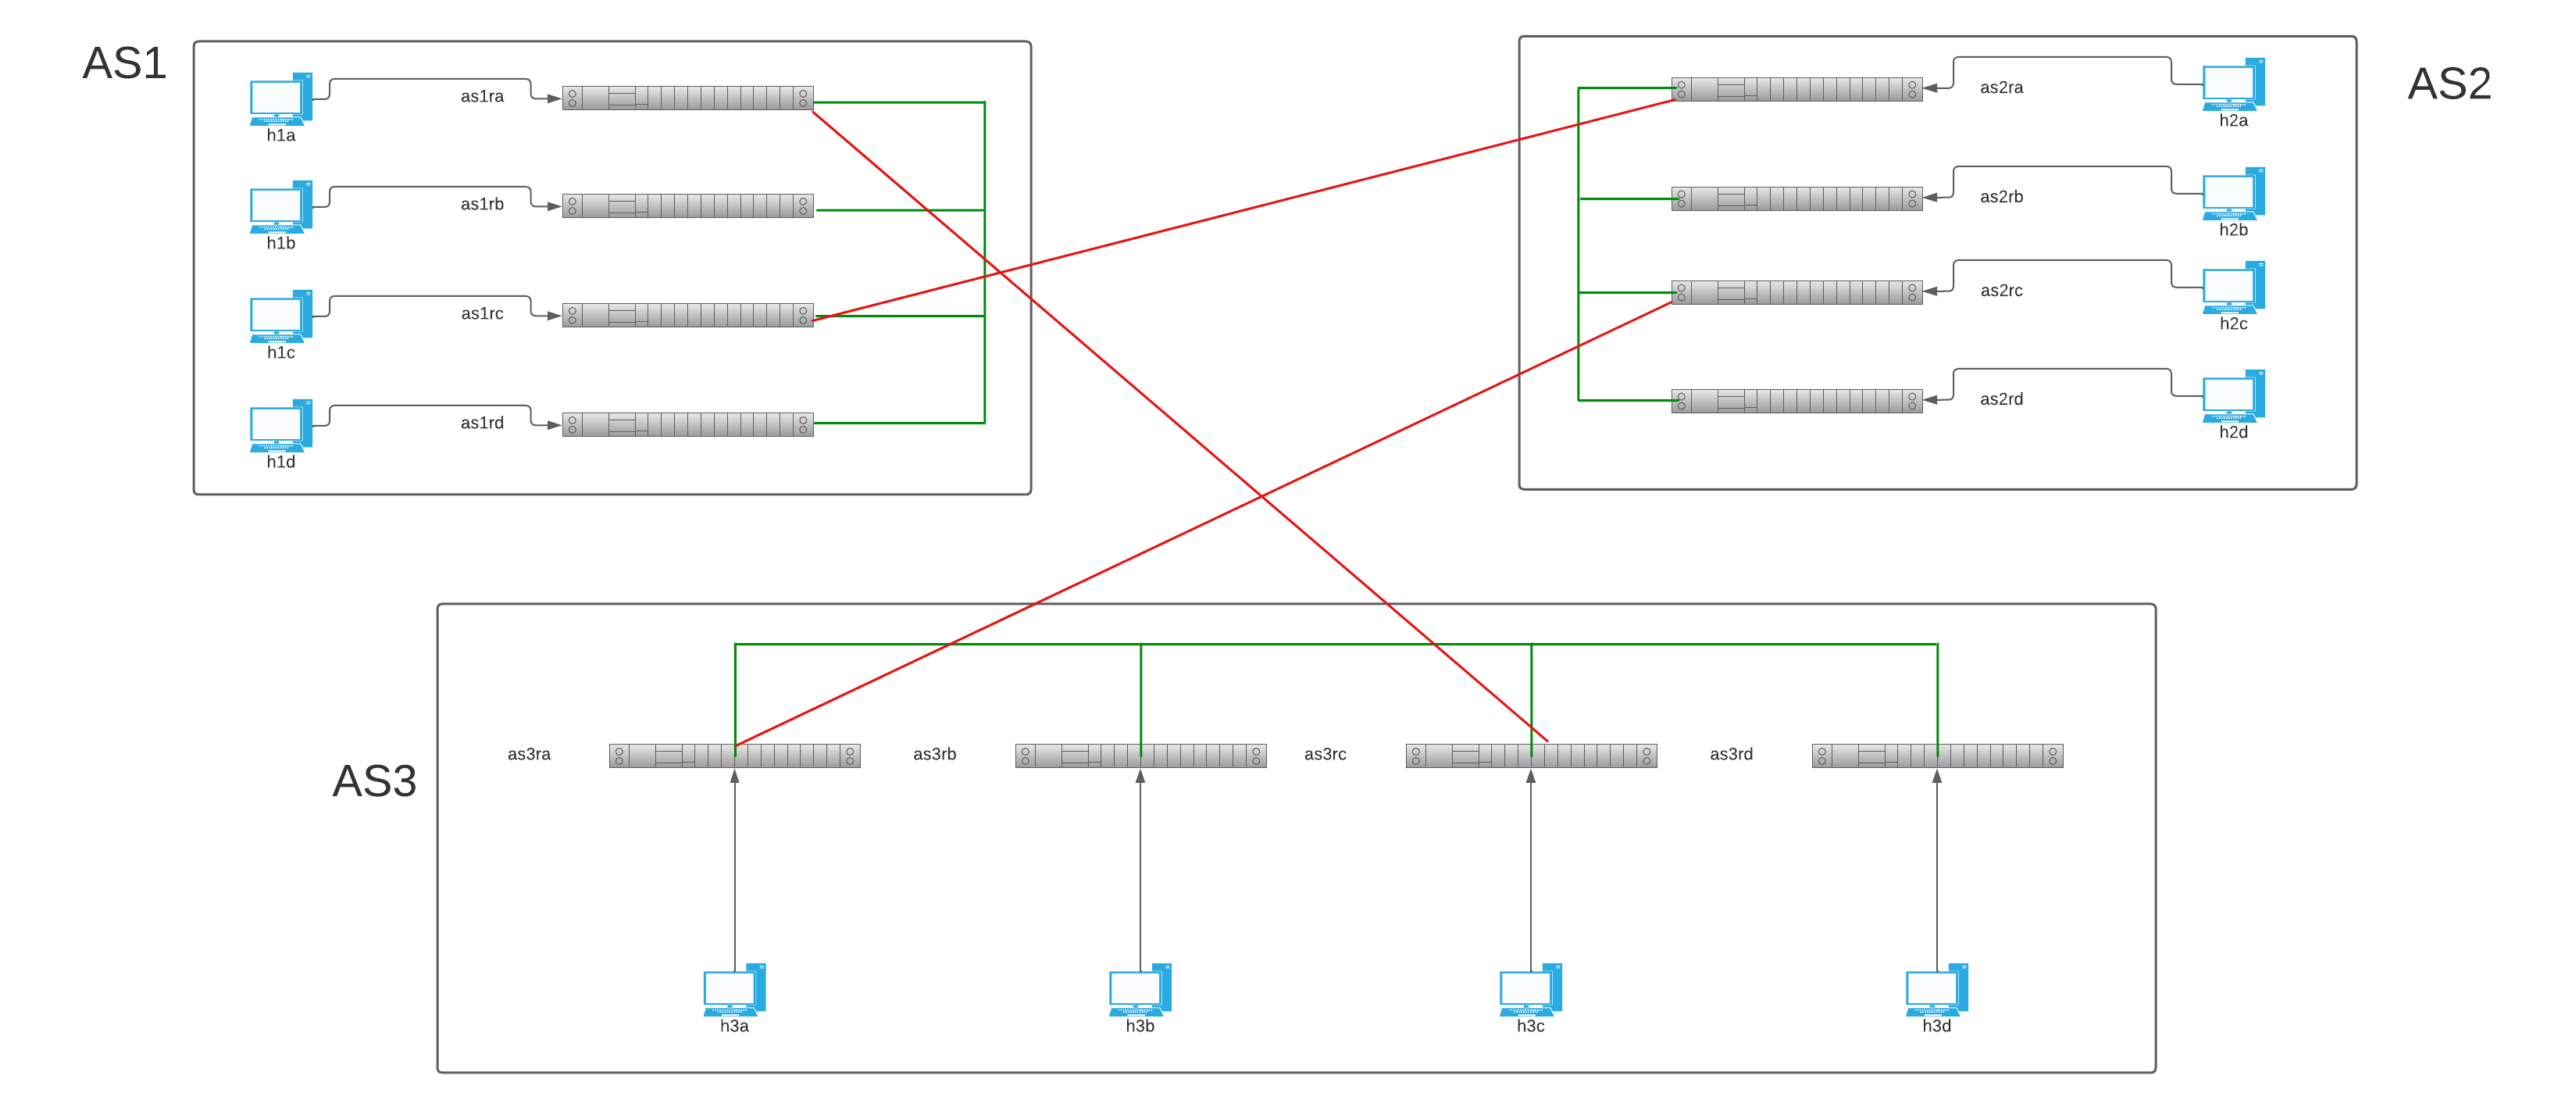 AS1
as1ra
h1a
as1rb
h1b
as1rc
h1c
as1rd
h1d
AS2
as2ra
h2a
as2rb
h2b
as2rc
h2c
as2rd
h2d
AS3
as3ra
as3rb
as3rc
as3rd
h3a
h3b
h3c
h3d